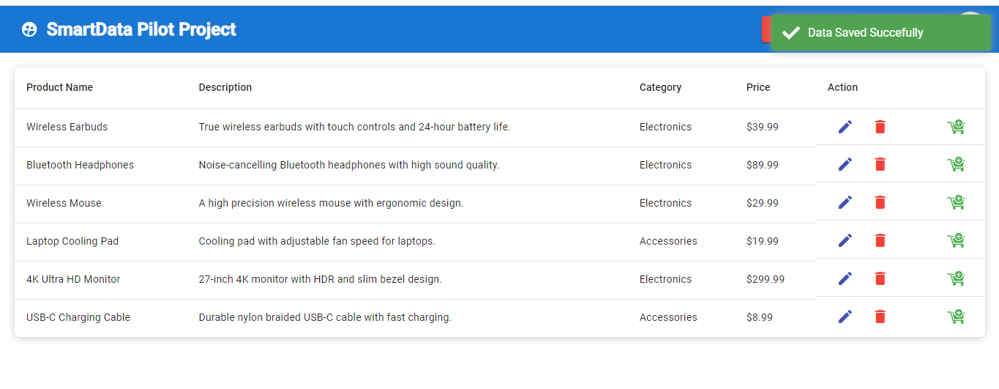 SmartData Pilot Project
Data Saved Succefully
Product Name Description Category Price Action
Wireless Earbuds True wireless earbuds with touch controls and 24-hour battery life. Electronics $39.99
Bluetooth Headphones Noise-cancelling Bluetooth headphones with high sound quality. Electronics $89.99
Wireless Mouse A high precision wireless mouse with ergonomic design. Electronics $29.99
Laptop Cooling Pad Cooling pad with adjustable fan speed for laptops. Accessories $19.99
4K Ultra HD Monitor 27-inch 4K monitor with HDR and slim bezel design. Electronics $299.99
USB-C Charging Cable Durable nylon braided USB-C cable with fast charging. Accessories $8.99